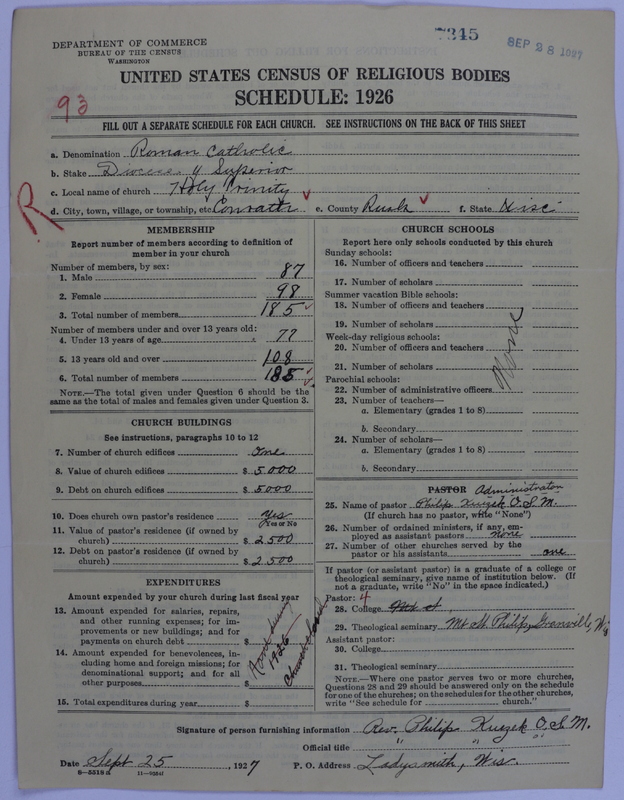 7345
SEP 28 1927
DEPARTMENT OF COMMERCE
BUREAU OF THE CENSUS
WASHINGTON
UNITED STATES CENSUS OF RELIGIOUS BODIES
SCHEDULE: 1926
93
FILL OUT A SEPARATE SCHEDULE FOR EACH CHURCH. SEE INSTRUCTIONS ON THE BACK OF THIS SHEET
a. Denomination Roman Catholic
b. Stake Diocese of Superior
c. Local name of church Holy Trinity
R
d. City, town, village, or township, etc. Conrath e. County Rusk f. State Wisc
MEMBERSHIP
Report number of members according to definition of
member in your church
Number of members, by sex:
1. Male 87
2. Female 98
3. Total number of members 185
Number of members under and over 13 years old:
4. Under 13 years of age 77
5. 13 years old and over 108
6. Total number of members 185
NOTE.—The total given under Question 6 should be the
same as the total of males and females given under Question 3.
CHURCH BUILDINGS
See instructions, paragraphs 10 to 12
7. Number of church edifices one
8. Value of church edifices $ 5000
9. Debt on church edifices $ 5000
10. Does church own pastor's residence yes
Yes or No
11. Value of pastor's residence (if owned by
church) $ 2500
12. Debt on pastor's residence (if owned by
church) $ 2500
EXPENDITURES
Amount expended by your church during last fiscal year
13. Amount expended for salaries, repairs,
and other running expenses; for im-
provements or new buildings; and for
payments on church debt $
14. Amount expended for benevolences, in-
cluding home and foreign missions; for
denominational support; and for all
other purposes $
15. Total expenditures during year $
None during
1926
Church closed
CHURCH SCHOOLS
Report here only schools conducted by this church
Sunday schools:
16. Number of officers and teachers
17. Number of scholars
Summer vacation Bible schools:
18. Number of officers and teachers
19. Number of scholars
Week-day religious schools:
20. Number of officers and teachers
21. Number of scholars
None
Parochial schools:
22. Number of administrative officers
23. Number of teachers—
a. Elementary (grades 1 to 8)
b. Secondary
24. Number of scholars—
a. Elementary (grades 1 to 8)
b. Secondary
PASTOR Administrator
25. Name of pastor Philip Kuzek O.S.M.
(If church has no pastor, write "None")
26. Number of ordained ministers, if any, em-
ployed as assistant pastors none
27. Number of other churches served by the
pastor or his assistants one
If pastor (or assistant pastor) is a graduate of a college or
theological seminary, give name of institution below. (If
not a graduate, write "No" in the space indicated.)
Pastor: 4
28. College
29. Theological seminary Mt St. Philip, Granville, Wis
Assistant pastor:
30. College
31. Theological seminary
NOTE.—Where one pastor serves two or more churches,
Questions 28 and 29 should be answered only on the schedule
for one of the churches; on the schedules for the other churches,
write "See schedule for church."
Signature of person furnishing information Rev. Philip Kuzek O.S.M.
Official title " " "
Date Sept 25, 1927 P. O. Address Ladysmith, Wis.
8—5518a 11—9564f